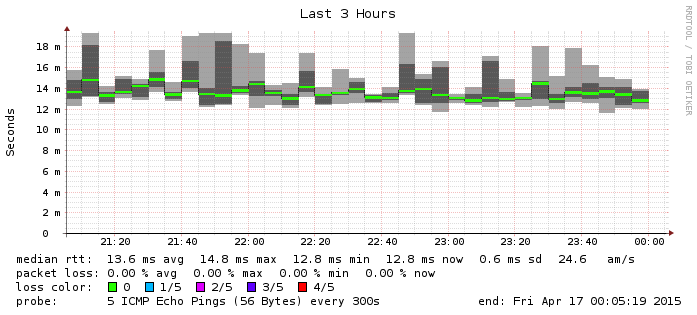 Last 3 Hours
RRDTOOL / TOBI OETIKER
Seconds
18 m
16 m
14 m
12 m
10 m
8 m
6 m
4 m
2 m
0
21:20 21:40 22:00 22:20 22:40 23:00 23:20 23:40 00:00
median rtt: 13.6 ms avg 14.8 ms max 12.8 ms min 12.8 ms now 0.6 ms sd 24.6 am/s
packet loss: 0.00 % avg 0.00 % max 0.00 % min 0.00 % now
loss color: 0 1/5 2/5 3/5 4/5
probe: 5 ICMP Echo Pings (56 Bytes) every 300s end: Fri Apr 17 00:05:19 2015